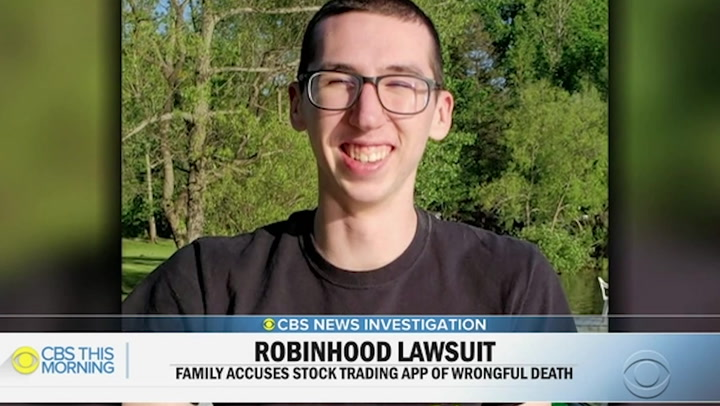 CBS NEWS INVESTIGATION
CBS THIS
MORNING
ROBINHOOD LAWSUIT
FAMILY ACCUSES STOCK TRADING APP OF WRONGFUL DEATH